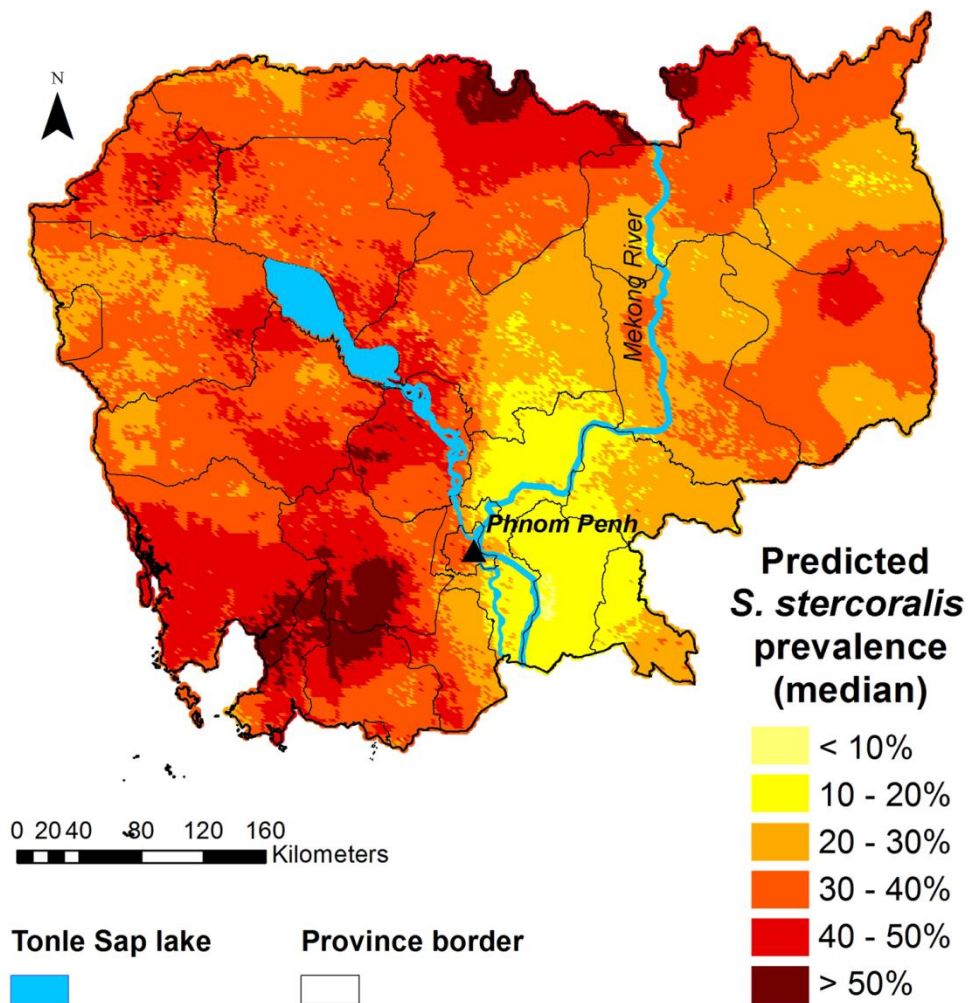 N
Mekong River
Phnom Penh
Predicted
S. stercoralis
prevalence
(median)
< 10%
10 - 20%
20 - 30%
30 - 40%
40 - 50%
> 50%
0 20 40 80 120 160
Kilometers
Tonle Sap lake
Province border